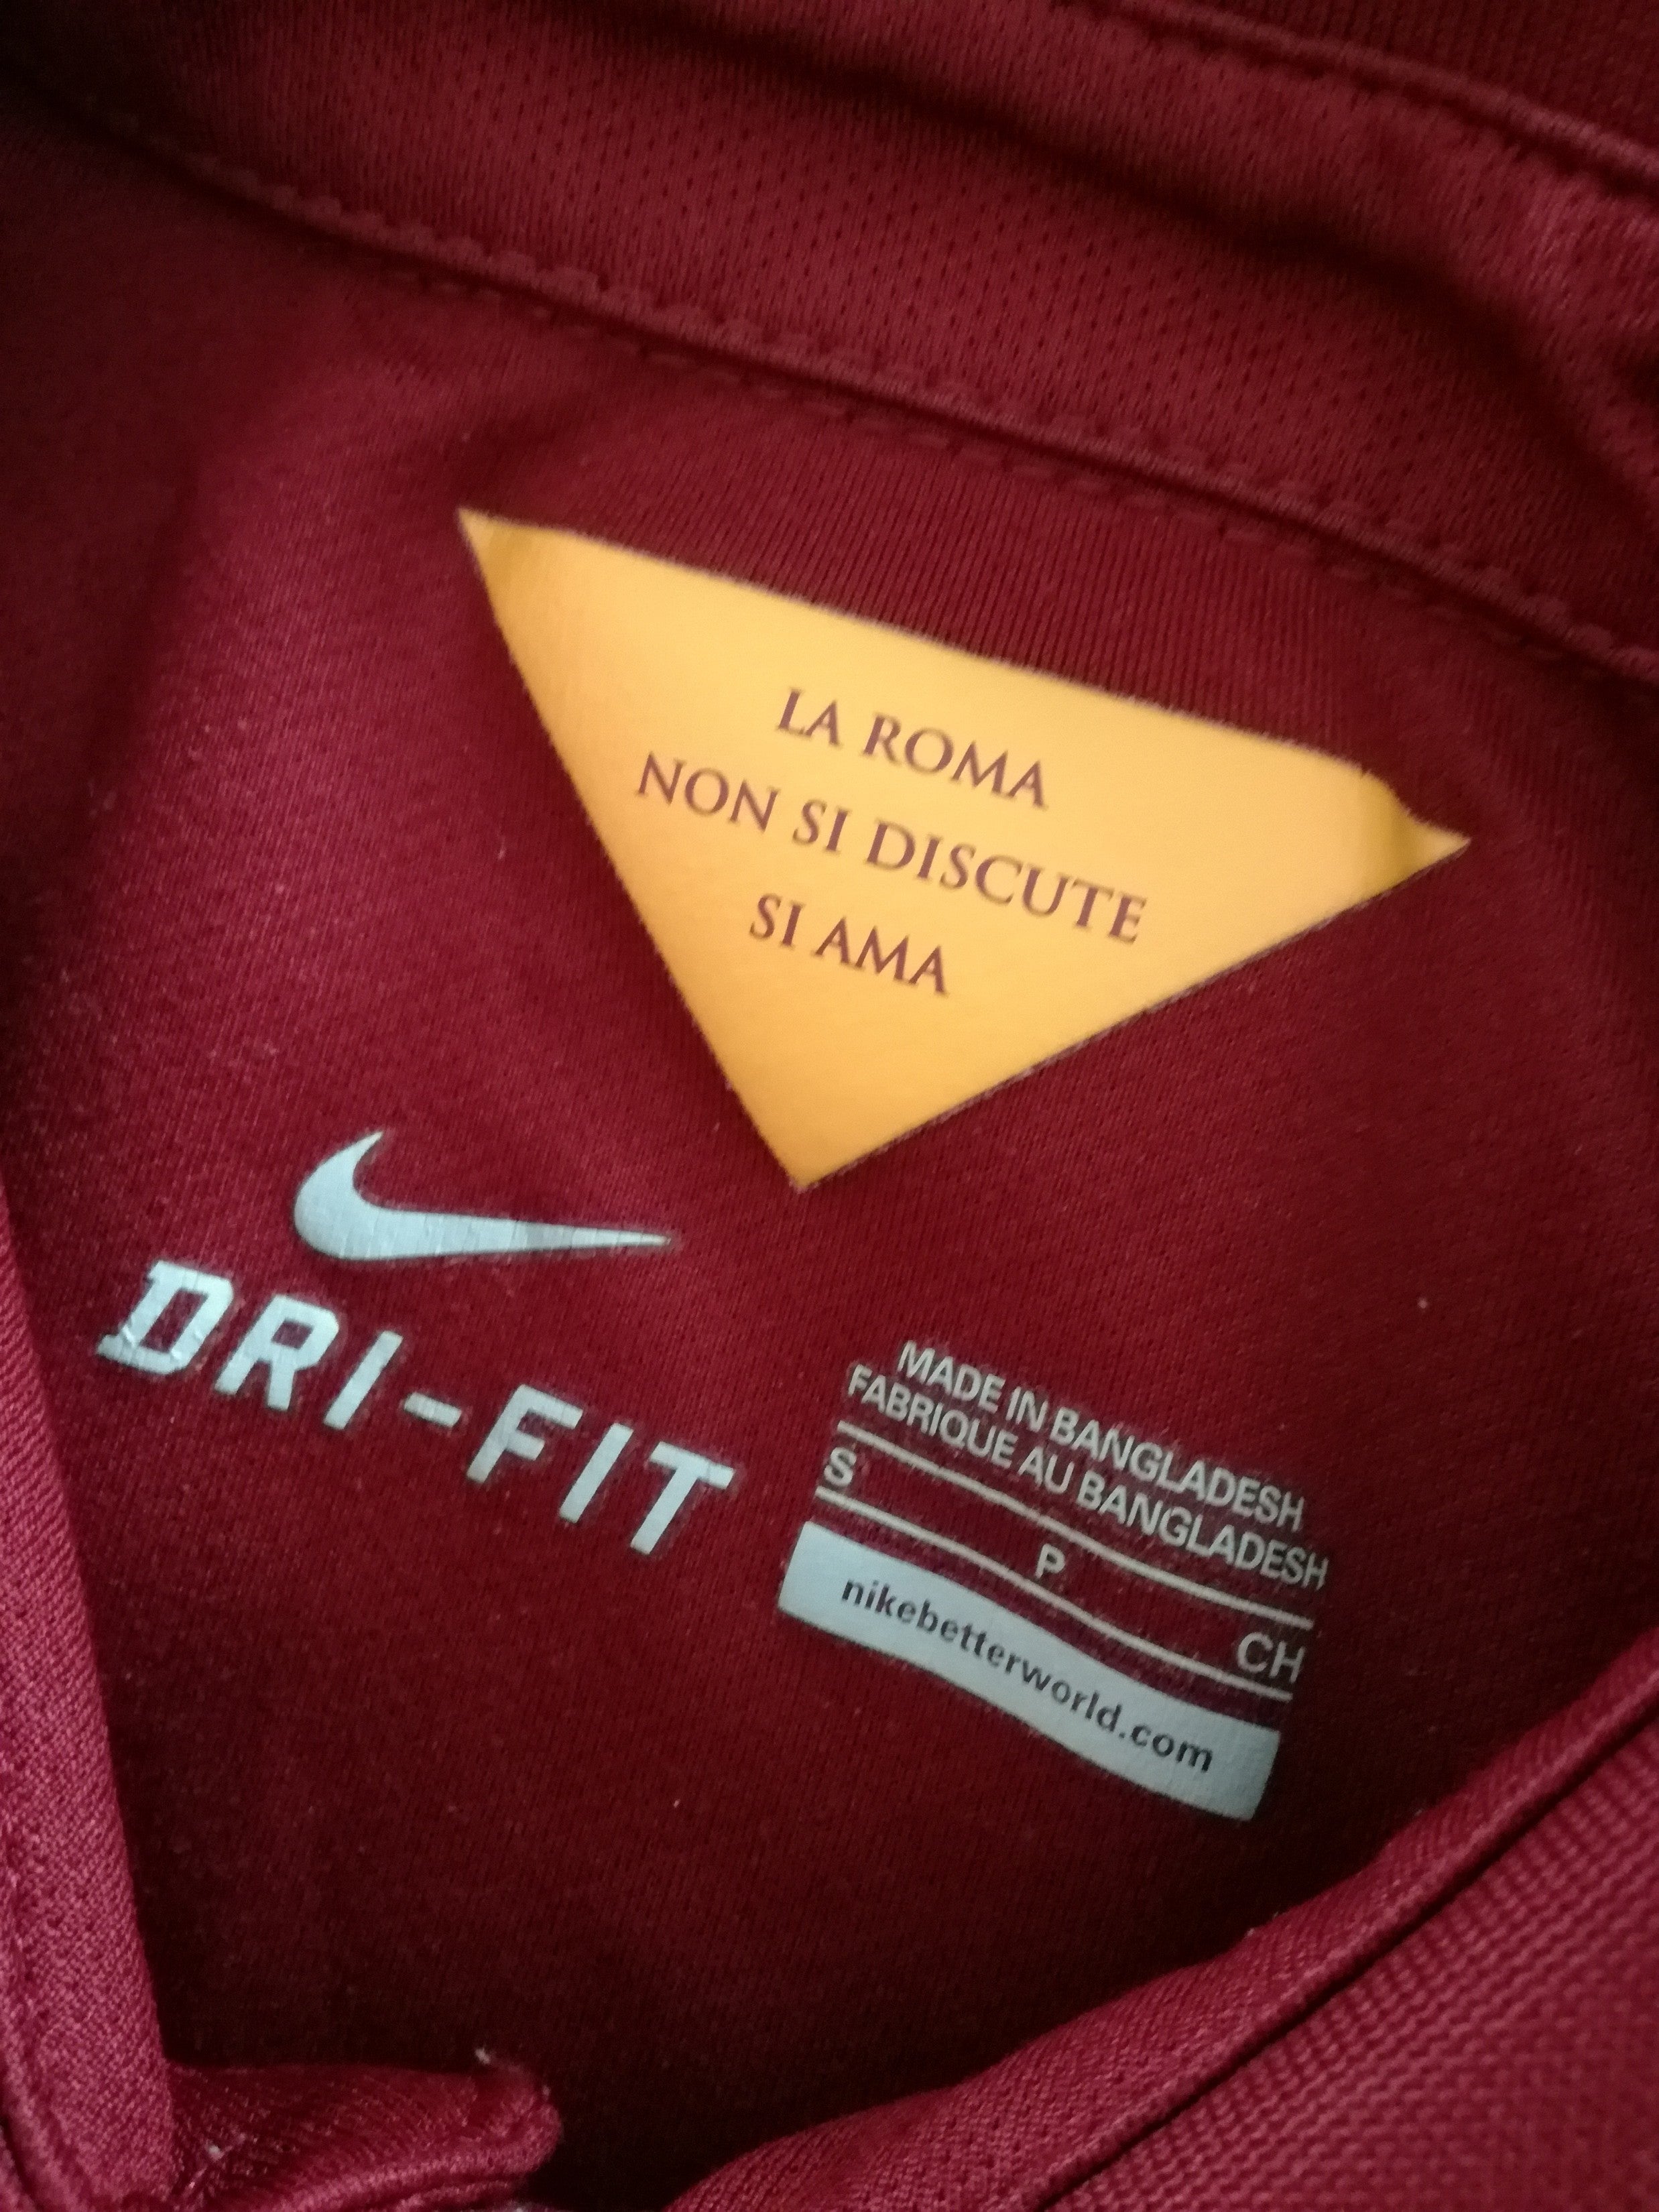 LA ROMA
NON SI DISCUTE
SI AMA
DRI-FIT
MADE IN BANGLADESH
FABRIQUE AU BANGLADESH
S P CH
nikebetterworld.com